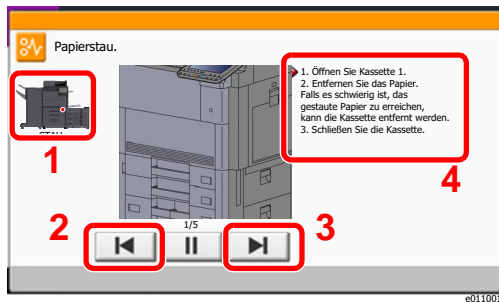 Papierstau.
1. Öffnen Sie Kassette 1.
2. Entfernen Sie das Papier.
Falls es schwierig ist, das
gestaute Papier zu erreichen,
kann die Kassette entfernt werden.
3. Schließen Sie die Kassette.
1
4
2
1/5
3
e011001